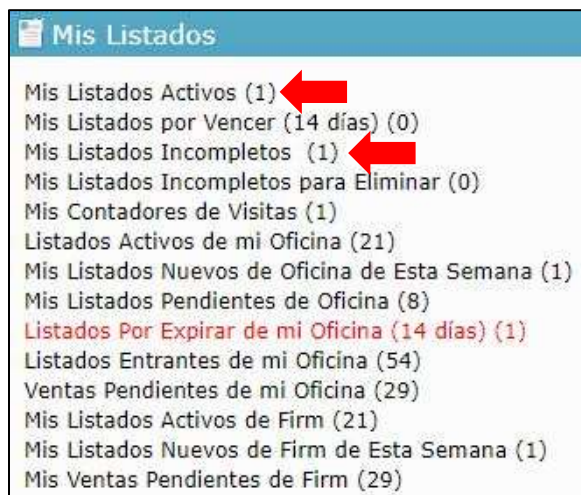 Mis Listados
Mis Listados Activos (1)
Mis Listados por Vencer (14 días) (0)
Mis Listados Incompletos (1)
Mis Listados Incompletos para Eliminar (0)
Mis Contadores de Visitas (1)
Listados Activos de mi Oficina (21)
Mis Listados Nuevos de Oficina de Esta Semana (1)
Mis Listados Pendientes de Oficina (8)
Listados Por Expirar de mi Oficina (14 días) (1)
Listados Entrantes de mi Oficina (54)
Ventas Pendientes de mi Oficina (29)
Mis Listados Activos de Firm (21)
Mis Listados Nuevos de Firm de Esta Semana (1)
Mis Ventas Pendientes de Firm (29)